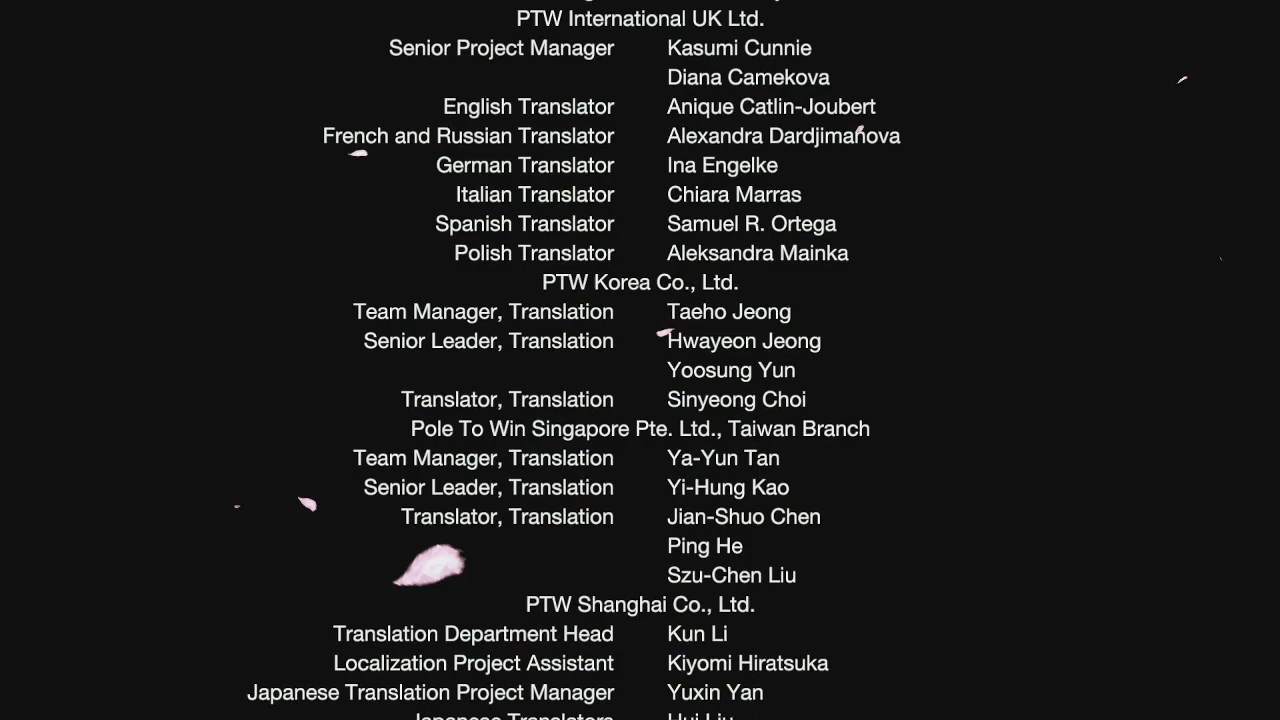 PTW International UK Ltd.
Senior Project Manager Kasumi Cunnie
Diana Camekova
English Translator Anique Catlin-Joubert
French and Russian Translator Alexandra Dardjimanova
German Translator Ina Engelke
Italian Translator Chiara Marras
Spanish Translator Samuel R. Ortega
Polish Translator Aleksandra Mainka
PTW Korea Co., Ltd.
Team Manager, Translation Taeho Jeong
Senior Leader, Translation Hwayeon Jeong
Yoosung Yun
Translator, Translation Sinyeong Choi
Pole To Win Singapore Pte. Ltd., Taiwan Branch
Team Manager, Translation Ya-Yun Tan
Senior Leader, Translation Yi-Hung Kao
Translator, Translation Jian-Shuo Chen
Ping He
Szu-Chen Liu
PTW Shanghai Co., Ltd.
Translation Department Head Kun Li
Localization Project Assistant Kiyomi Hiratsuka
Japanese Translation Project Manager Yuxin Yan
Japanese Translators Hui Liu